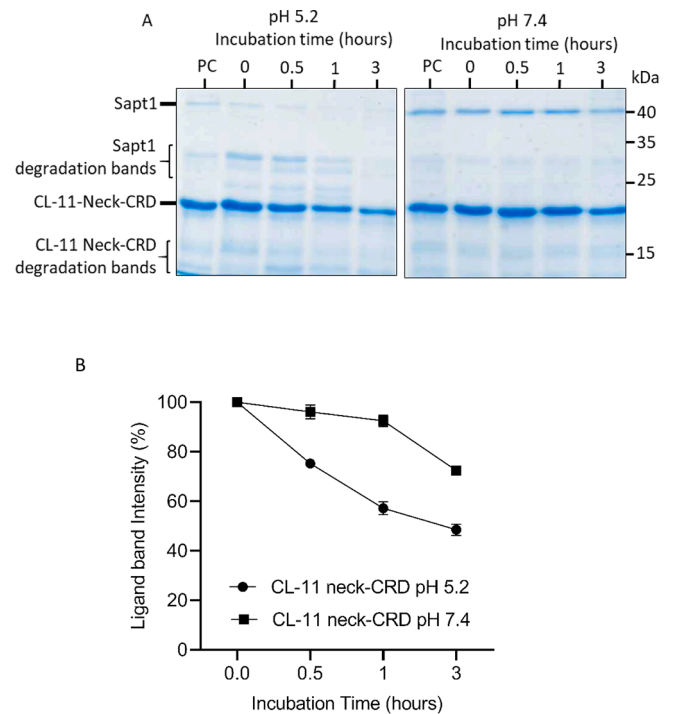 A
pH 5.2
Incubation time (hours)
PC 0 0.5 1 3
pH 7.4
Incubation time (hours)
PC 0 0.5 1 3
kDa
Sapt1
Sapt1
degradation bands
CL-11-Neck-CRD
CL-11 Neck-CRD
degradation bands
40
35
25
15
B
Ligand band Intensity (%)
100
80
60
40
20
0
CL-11 neck-CRD pH 5.2
CL-11 neck-CRD pH 7.4
0.0 0.5 1 3
Incubation Time (hours)